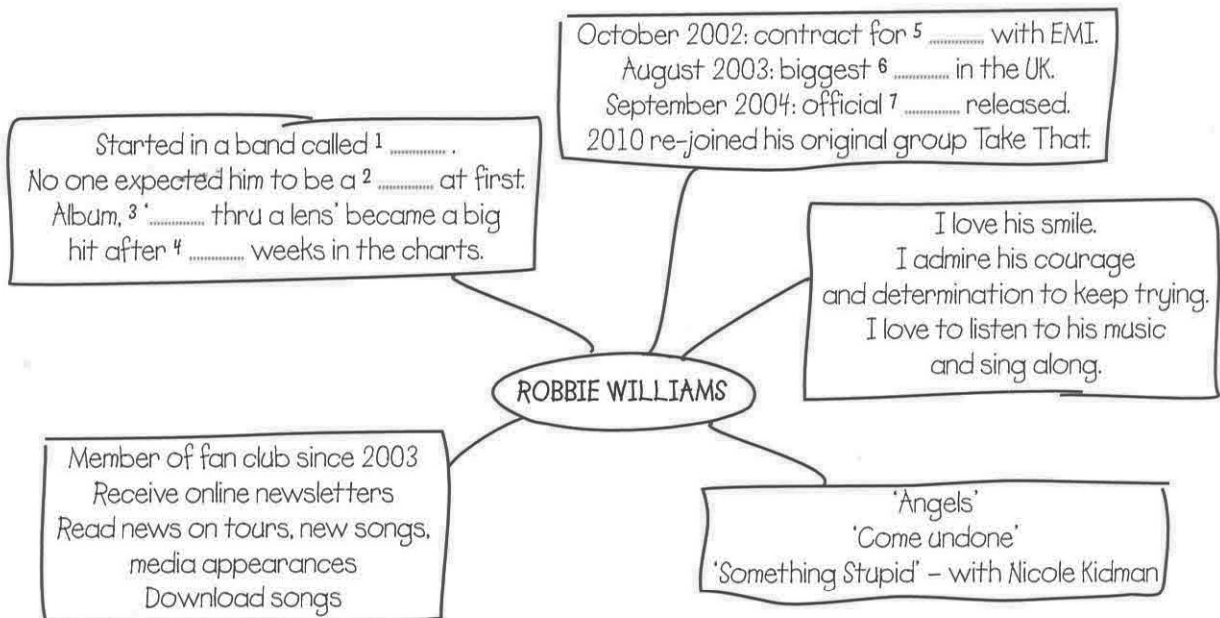 October 2002: contract for 5 ............ with EMI.
August 2003: biggest 6 ............ in the UK.
September 2004: official 7 ............ released.
2010 re-joined his original group Take That.
Started in a band called 1 ............ .
No one expected him to be a 2 ............ at first.
Album, 3 '............ thru a lens' became a big
hit after 4 ............ weeks in the charts.
I love his smile.
I admire his courage
and determination to keep trying.
I love to listen to his music
and sing along.
ROBBIE WILLIAMS
Member of fan club since 2003
Receive online newsletters
Read news on tours, new songs,
media appearances
Download songs
'Angels'
'Come undone'
'Something Stupid' – with Nicole Kidman